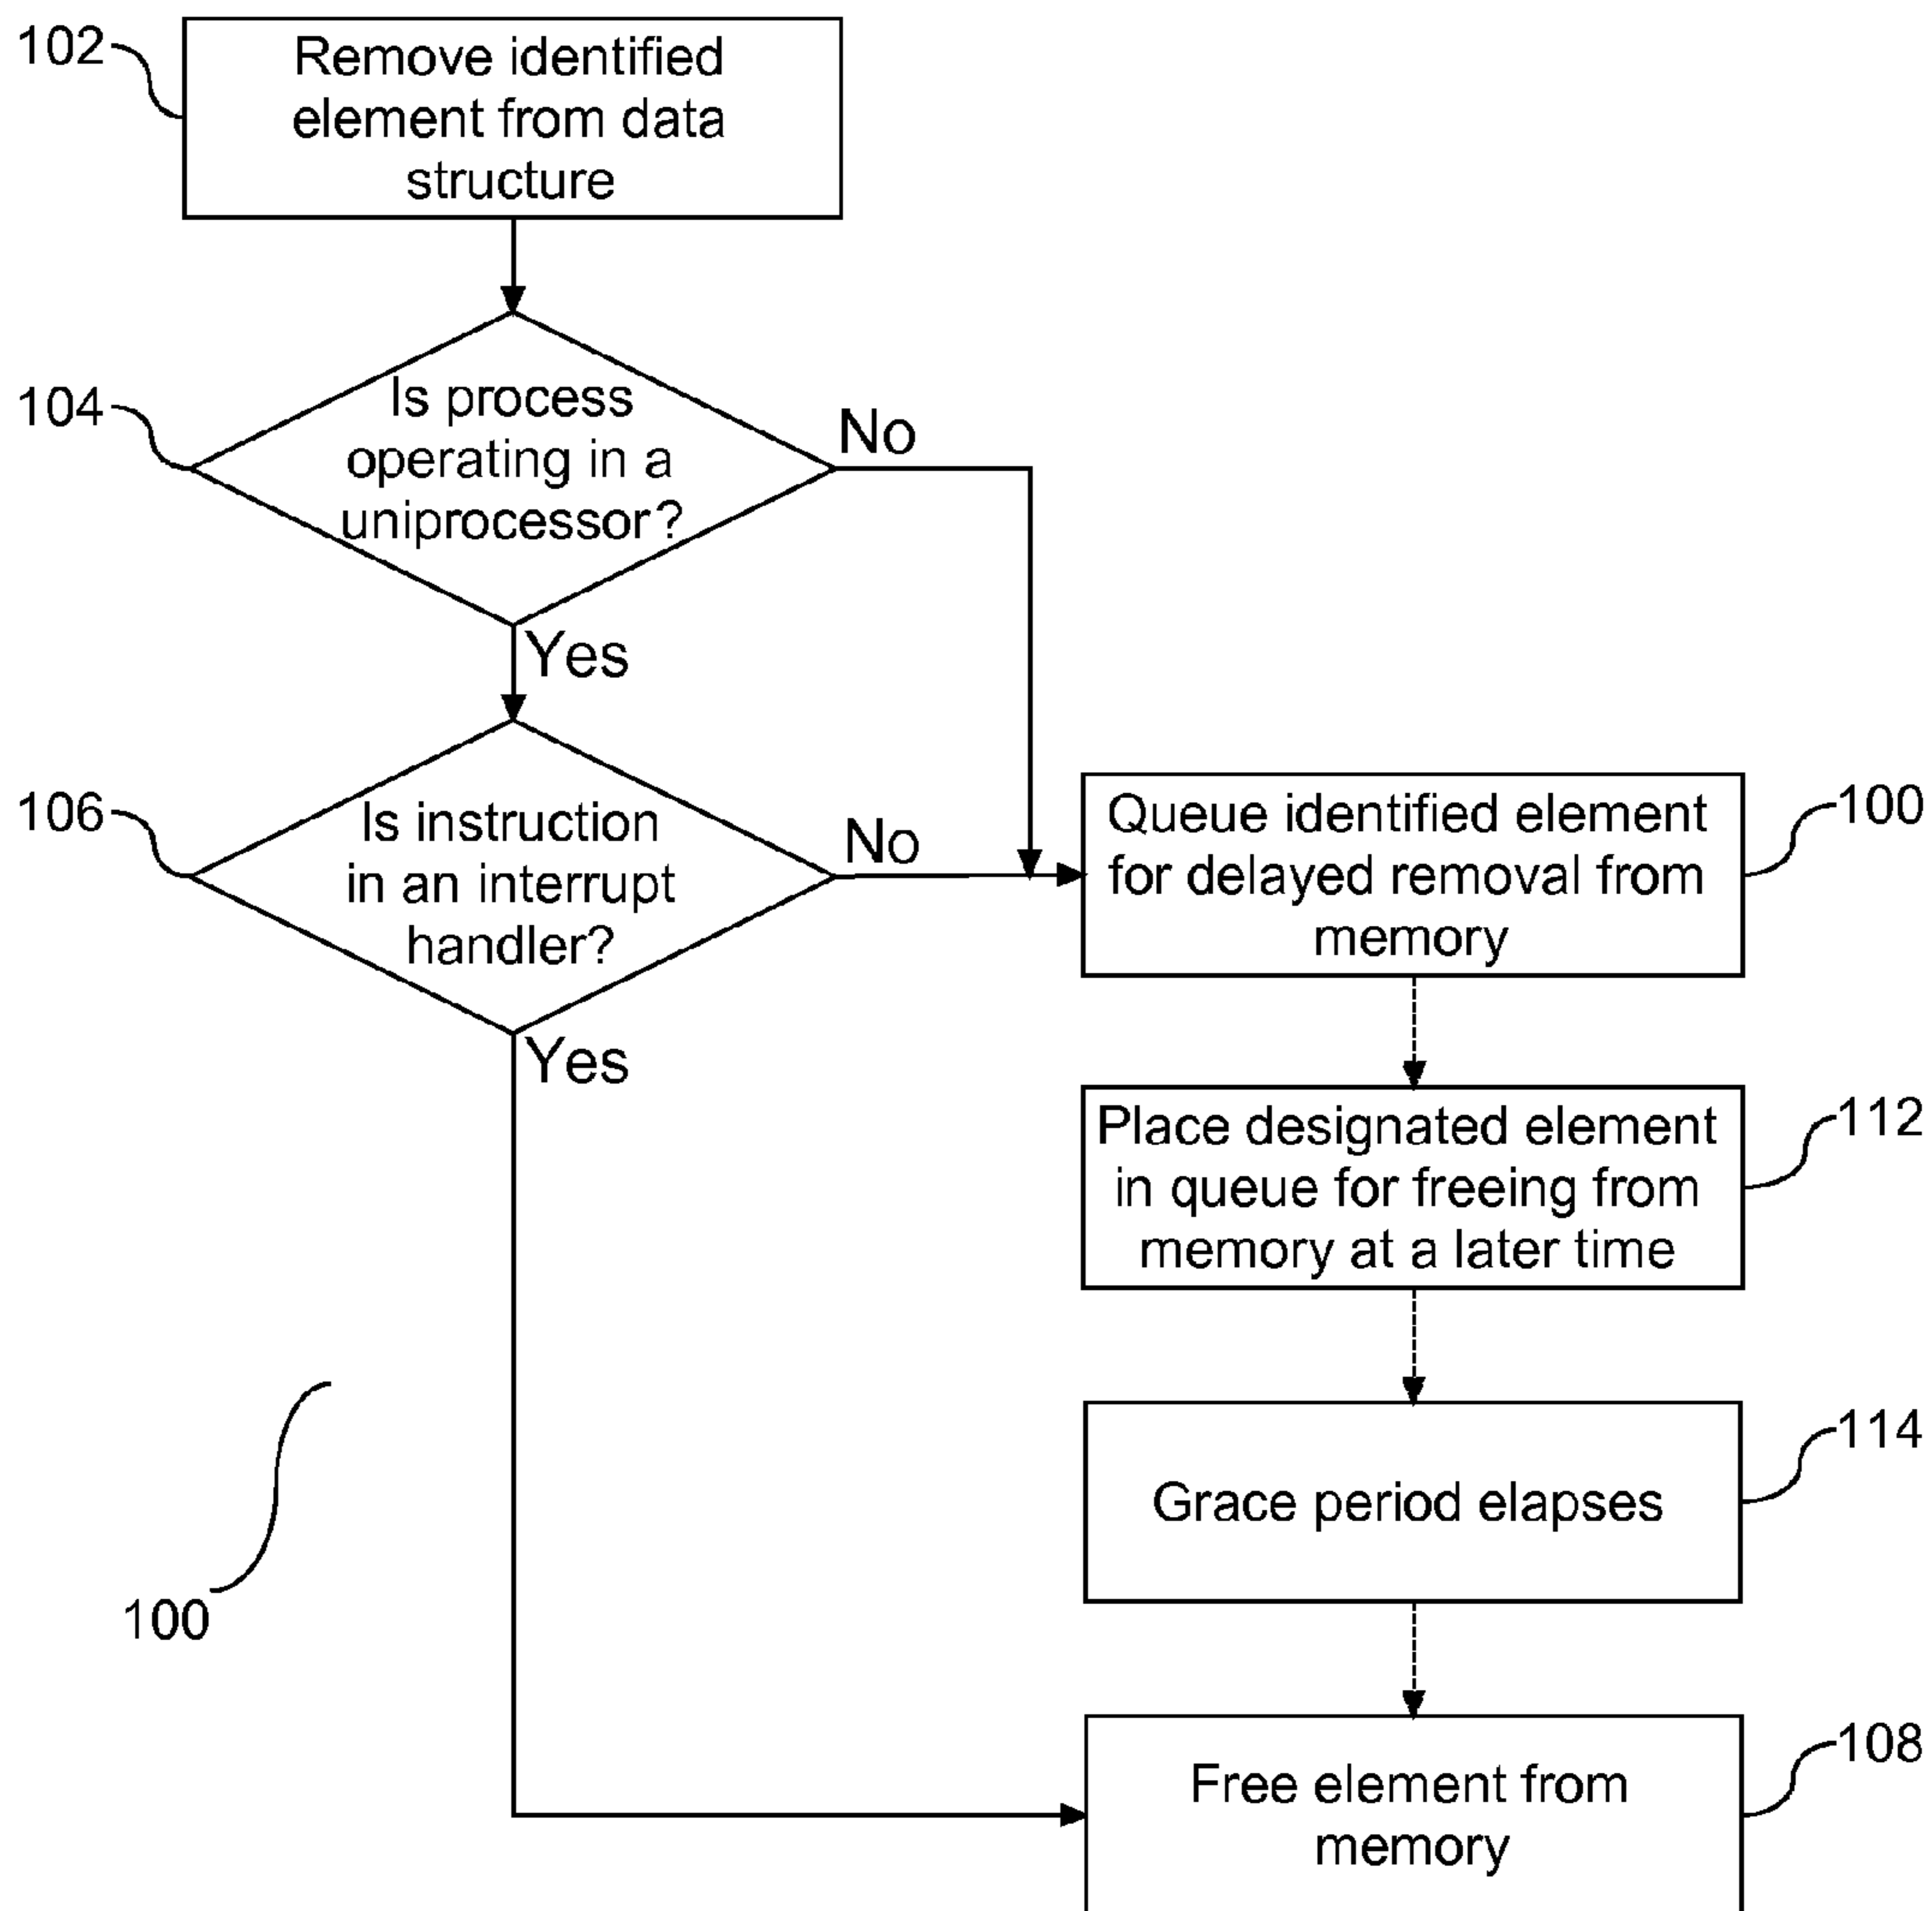 102
Remove identified
element from data
structure
104
Is process
operating in a
uniprocessor?
No
Yes
106
Is instruction
in an interrupt
handler?
No
Yes
Queue identified element
for delayed removal from
memory
100
Place designated element
in queue for freeing from
memory at a later time
112
Grace period elapses
114
100
Free element from
memory
108